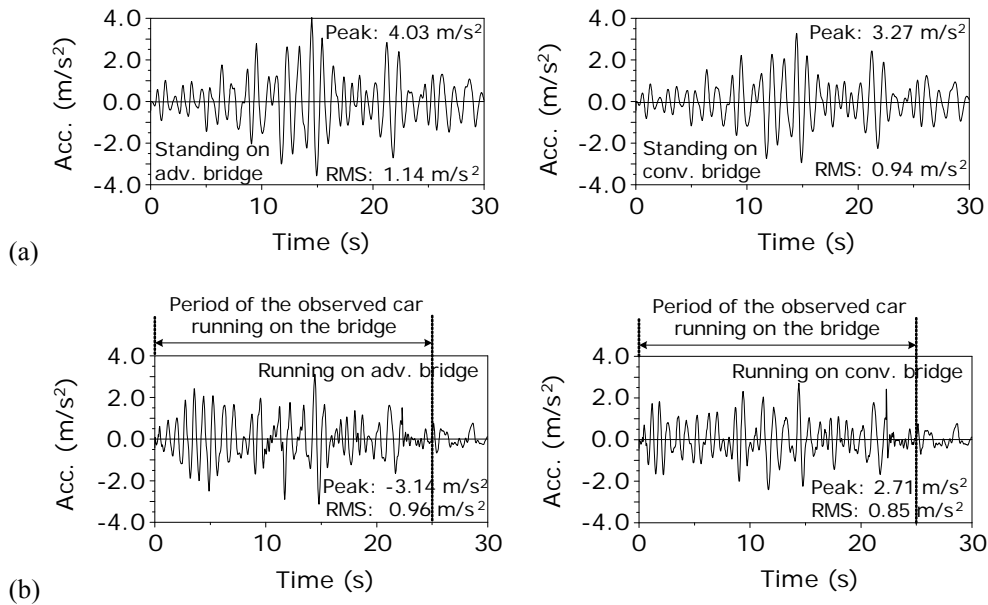 4.0
2.0
0.0
-2.0
-4.0
Acc. (m/s²)
Peak: 4.03 m/s²
Standing on
adv. bridge
RMS: 1.14 m/s²
0 10 20 30
Time (s)
4.0
2.0
0.0
-2.0
-4.0
Acc. (m/s²)
Peak: 3.27 m/s²
Standing on
conv. bridge
RMS: 0.94 m/s²
0 10 20 30
Time (s)
(a)
Period of the observed car
running on the bridge
4.0
2.0
0.0
-2.0
-4.0
Acc. (m/s²)
Running on adv. bridge
Peak: -3.14 m/s²
RMS: 0.96 m/s²
0 10 20 30
Time (s)
Period of the observed car
running on the bridge
4.0
2.0
0.0
-2.0
-4.0
Acc. (m/s²)
Running on conv. bridge
Peak: 2.71 m/s²
RMS: 0.85 m/s²
0 10 20 30
Time (s)
(b)